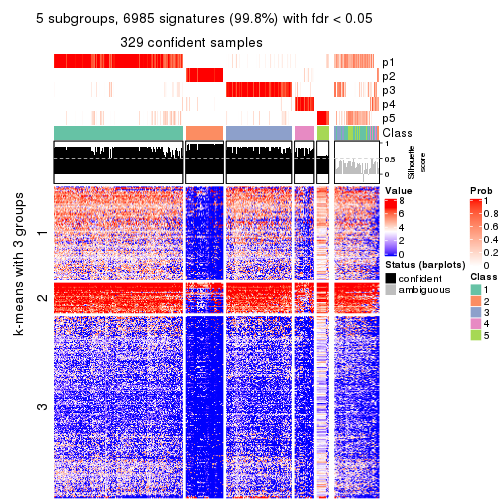 5 subgroups, 6985 signatures (99.8%) with fdr < 0.05
329 confident samples
p1
p2
p3
p4
p5
Class
1
0.5
0
Silhouette
score
k-means with 3 groups
1
2
3
Value
8
6
4
2
0
Status (barplots)
confident
ambiguous
Prob
1
0.8
0.6
0.4
0.2
0
Class
1
2
3
4
5